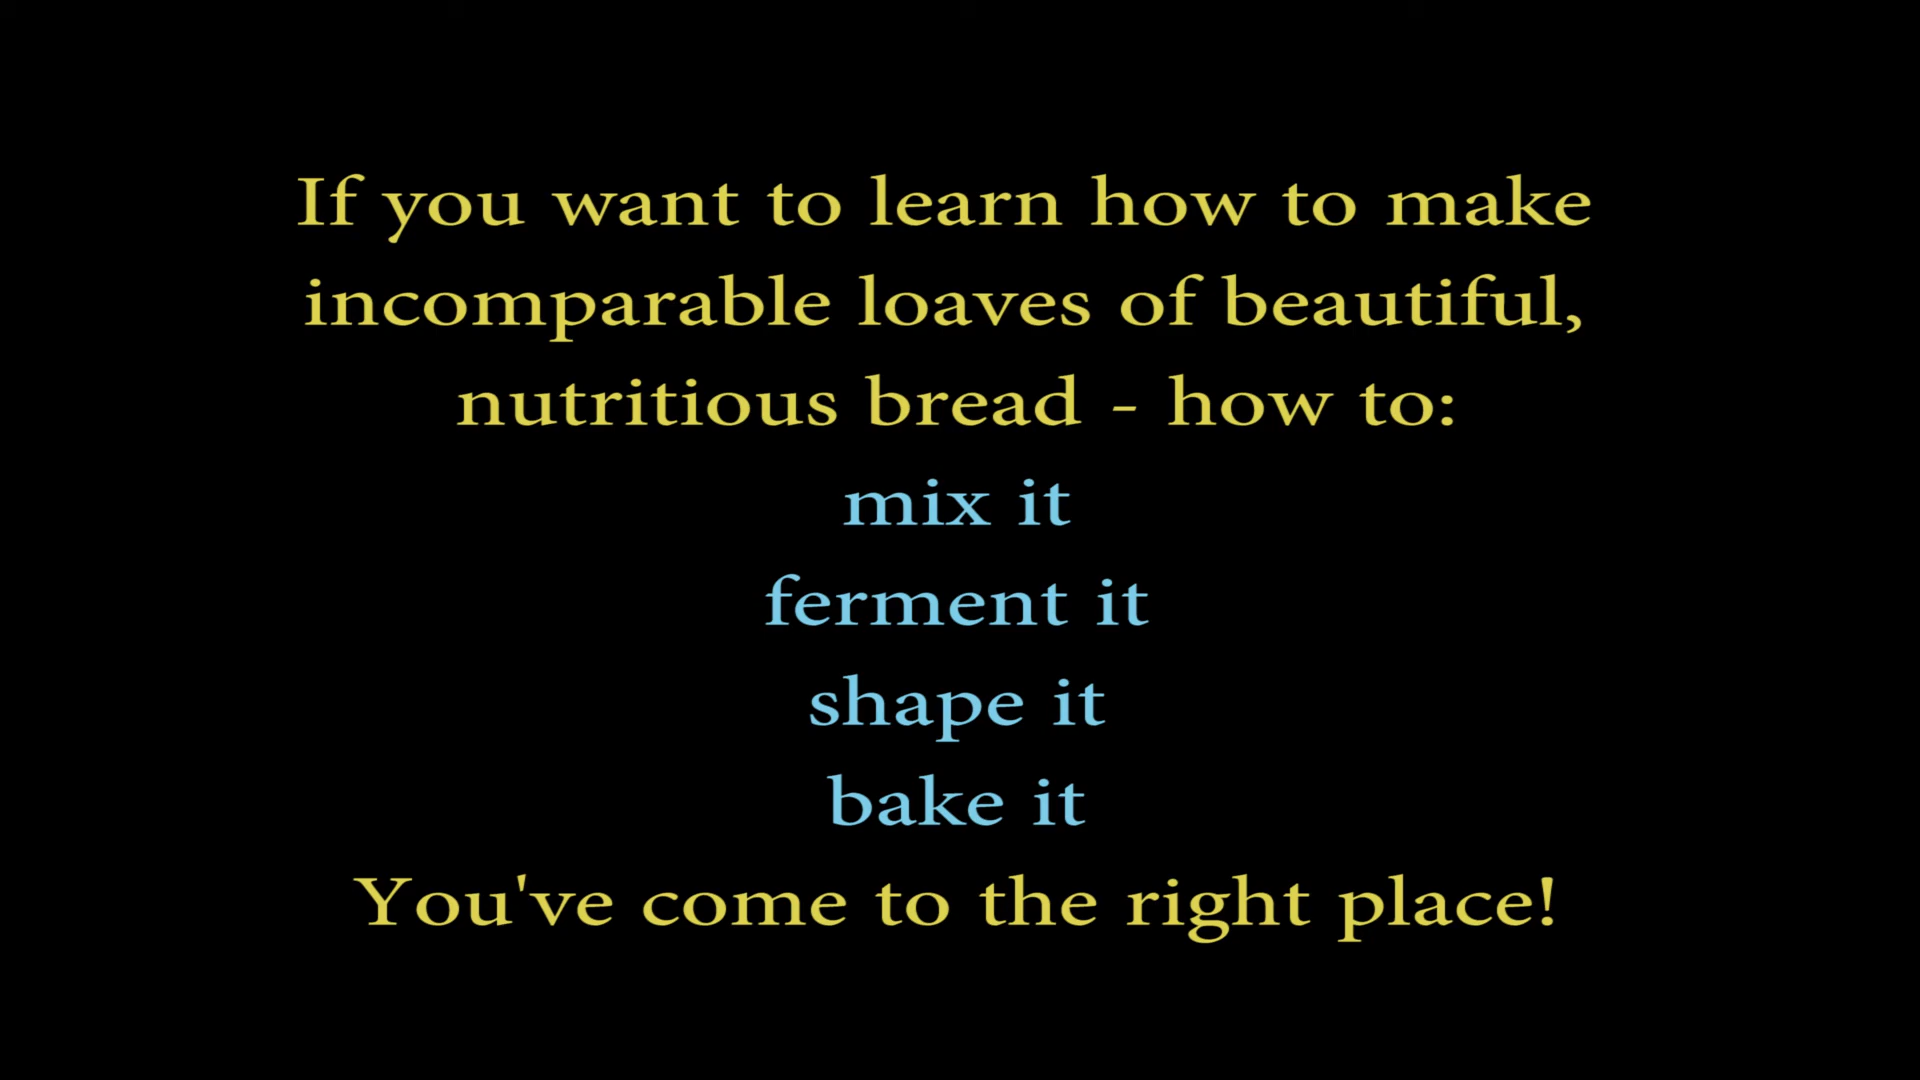 If you want to learn how to make
incomparable loaves of beautiful,
nutritious bread - how to:
mix it
ferment it
shape it
bake it
You've come to the right place!